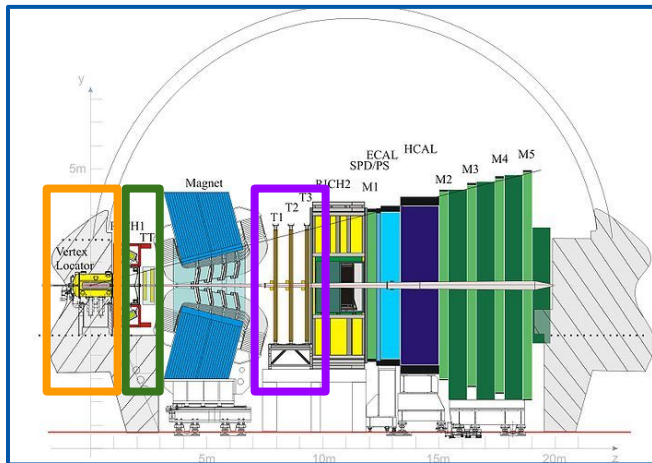 y
5m
HCAL
ECAL
SPD/PS
M5
M4
M3
M2
M1
RICH2
T3
T2
T1
Magnet
TT
Vertex
Locator
5m
10m
15m
20m
z